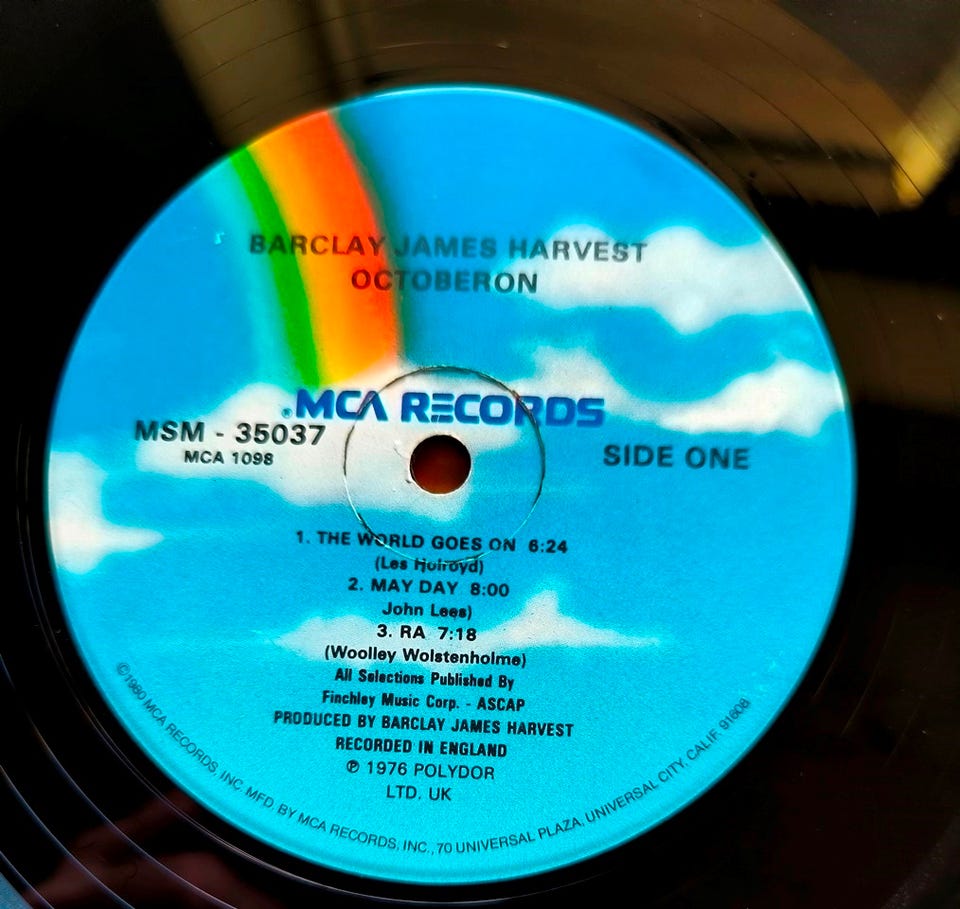 BARCLAY JAMES HARVEST
OCTOBERON
®MCA RECORDS
MSM - 35037
MCA 1098
SIDE ONE
1. THE WORLD GOES ON 6:24
(Les Holroyd)
2. MAY DAY 8:00
John Lees)
3. RA 7:18
(Woolley Wolstenholme)
All Selections Published By
Finchley Music Corp. - ASCAP
PRODUCED BY BARCLAY JAMES HARVEST
RECORDED IN ENGLAND
℗ 1976 POLYDOR
LTD. UK
©1980 MCA RECORDS, INC. MFD. BY MCA RECORDS, INC., 70 UNIVERSAL PLAZA, UNIVERSAL CITY, CALIF. 91608